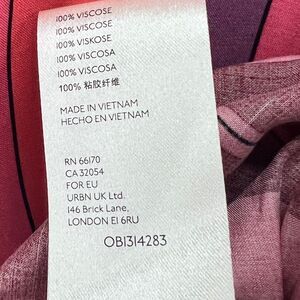 100% VISCOSE
100% VISCOSE
100% VISKOSE
100% VISCOSA
100% VISCOSA
100% 粘胶纤维
MADE IN VIETNAM
HECHO EN VIETNAM
RN 66170
CA 32054
FOR EU
URBN UK Ltd.
146 Brick Lane,
LONDON E1 6RU
OB1314283